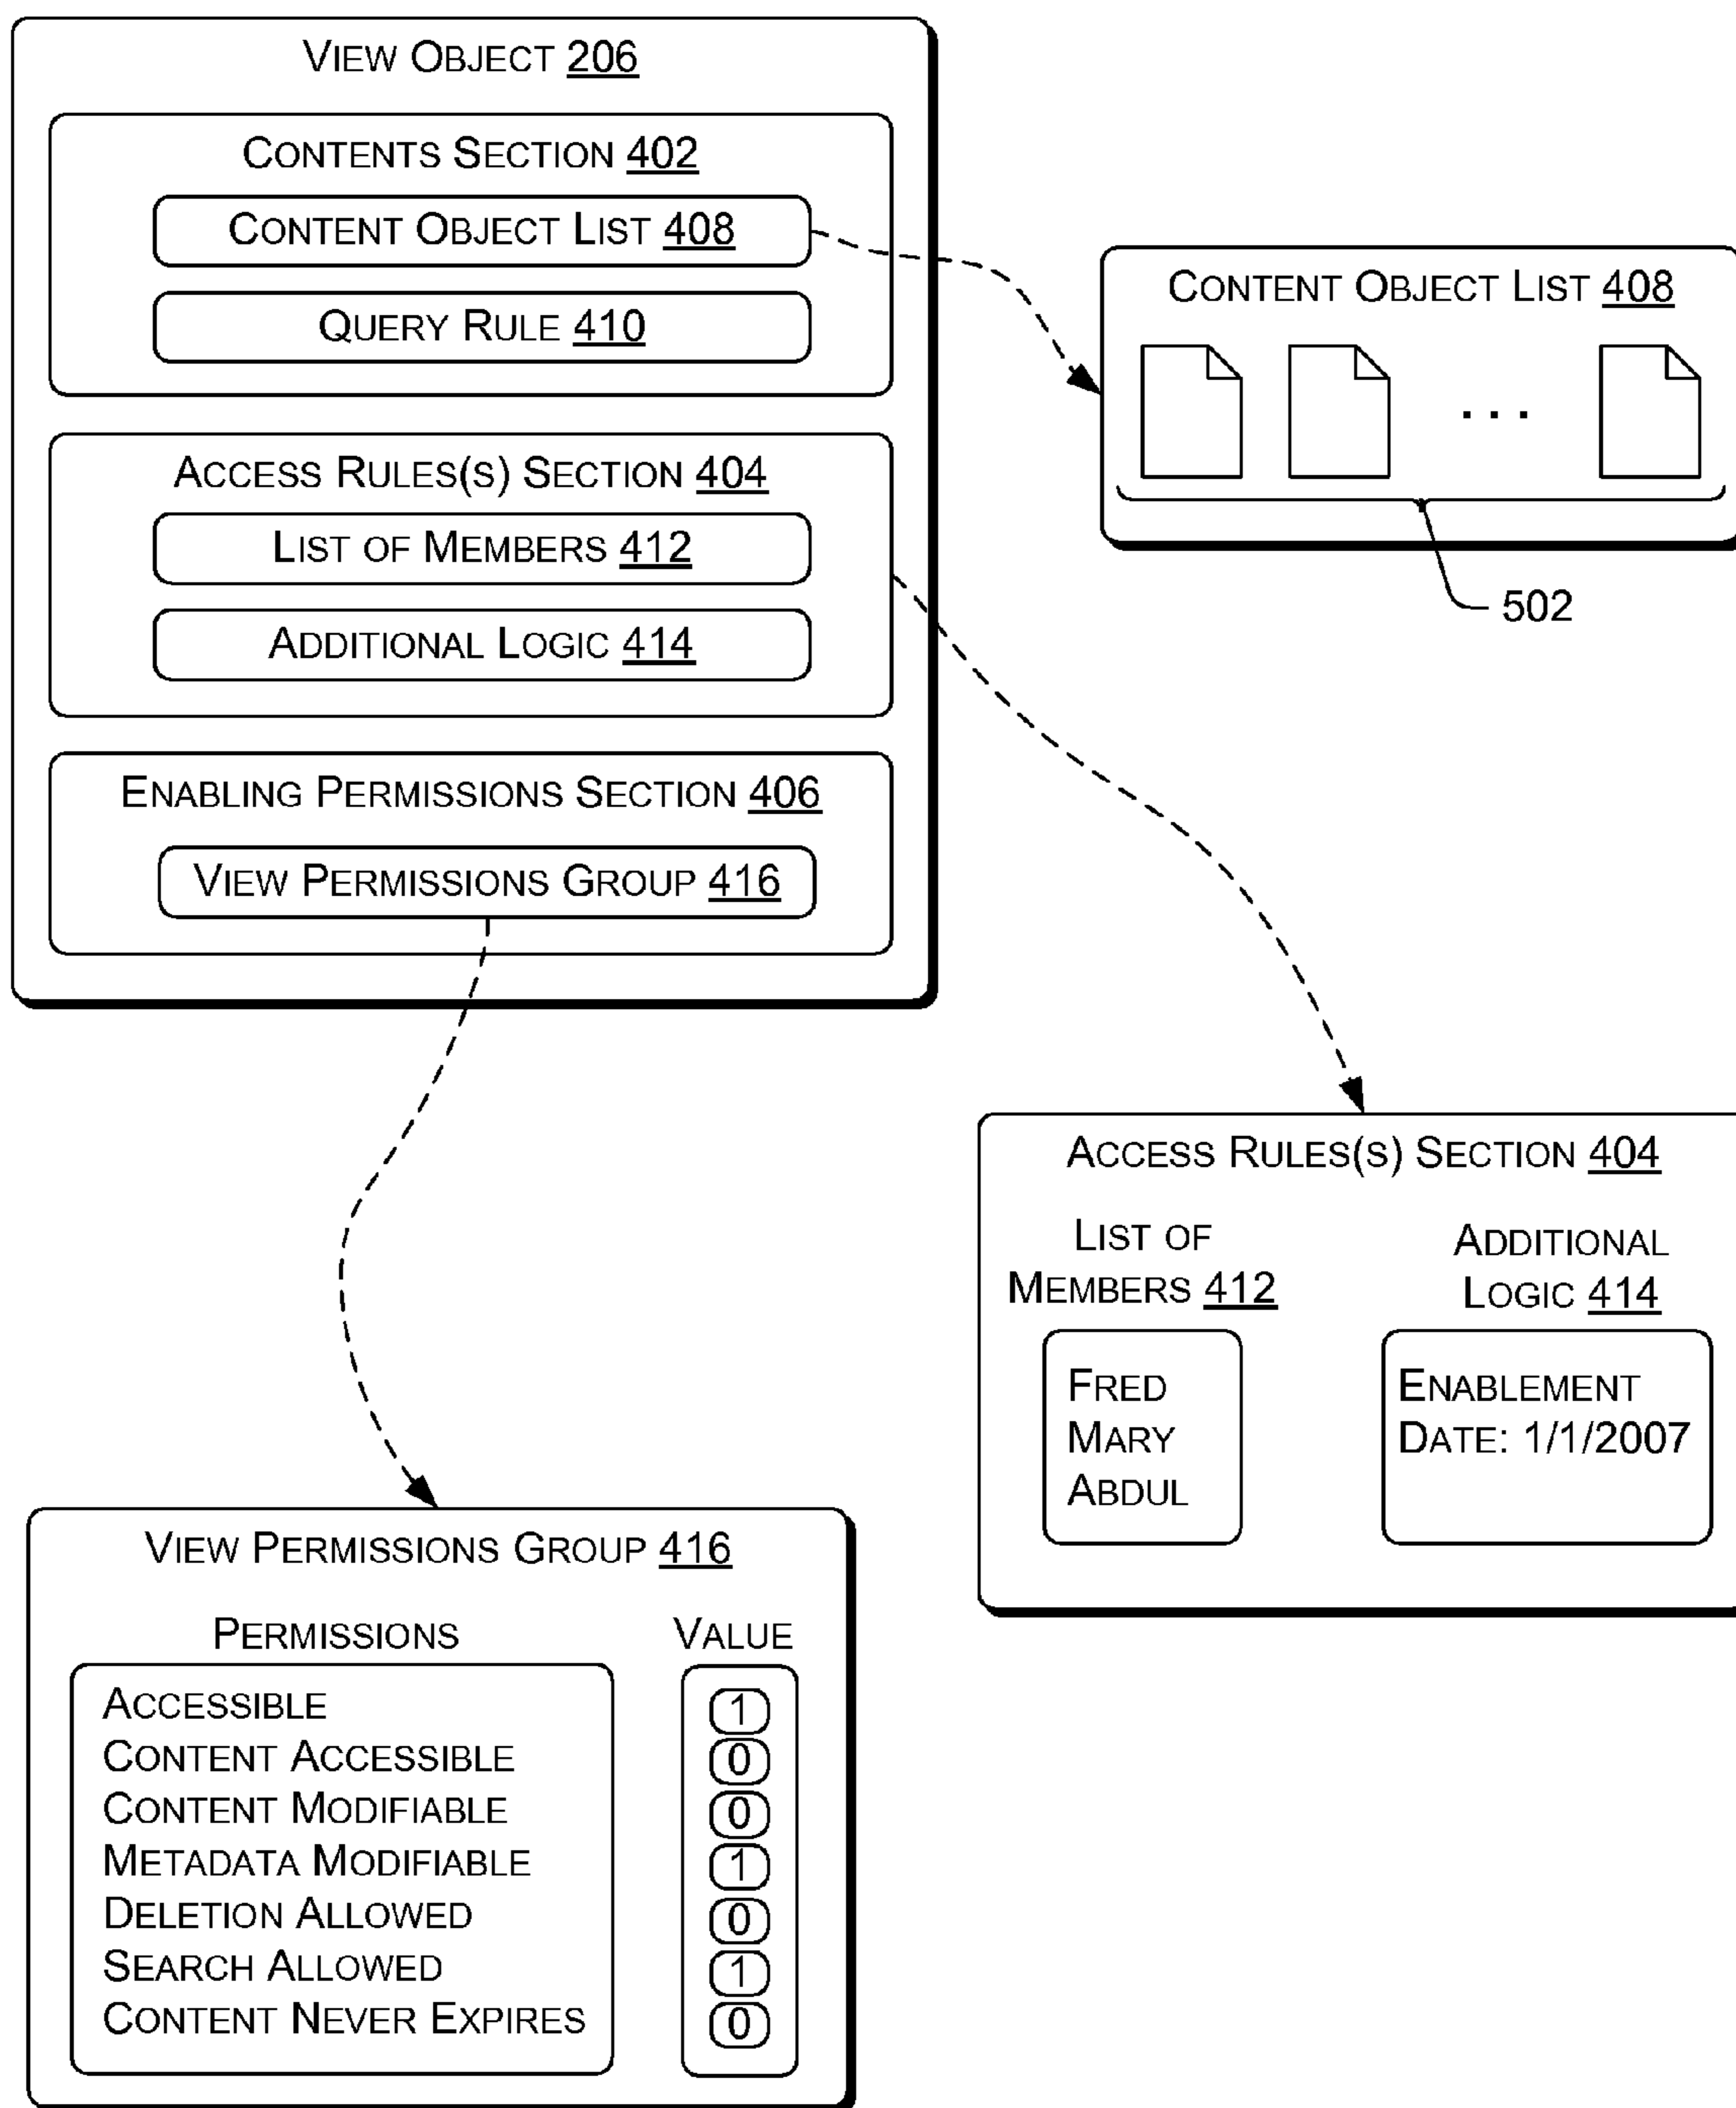 VIEW OBJECT 206
CONTENTS SECTION 402
CONTENT OBJECT LIST 408
QUERY RULE 410
ACCESS RULES(S) SECTION 404
LIST OF MEMBERS 412
ADDITIONAL LOGIC 414
ENABLING PERMISSIONS SECTION 406
VIEW PERMISSIONS GROUP 416
CONTENT OBJECT LIST 408
. . .
502
ACCESS RULES(S) SECTION 404
LIST OF
MEMBERS 412
ADDITIONAL
LOGIC 414
FRED
MARY
ABDUL
ENABLEMENT
DATE: 1/1/2007
VIEW PERMISSIONS GROUP 416
PERMISSIONS VALUE
ACCESSIBLE 1
CONTENT ACCESSIBLE 0
CONTENT MODIFIABLE 0
METADATA MODIFIABLE 1
DELETION ALLOWED 0
SEARCH ALLOWED 1
CONTENT NEVER EXPIRES 0